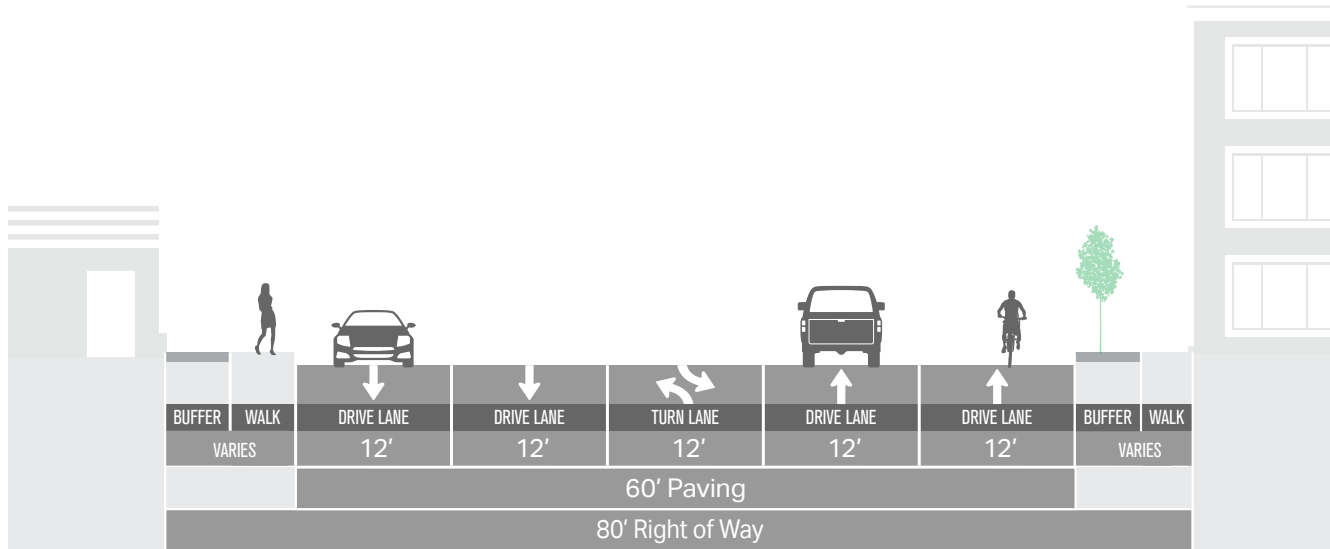 BUFFER WALK DRIVE LANE DRIVE LANE TURN LANE DRIVE LANE DRIVE LANE BUFFER WALK
VARIES 12' 12' 12' 12' 12' VARIES
60' Paving
80' Right of Way